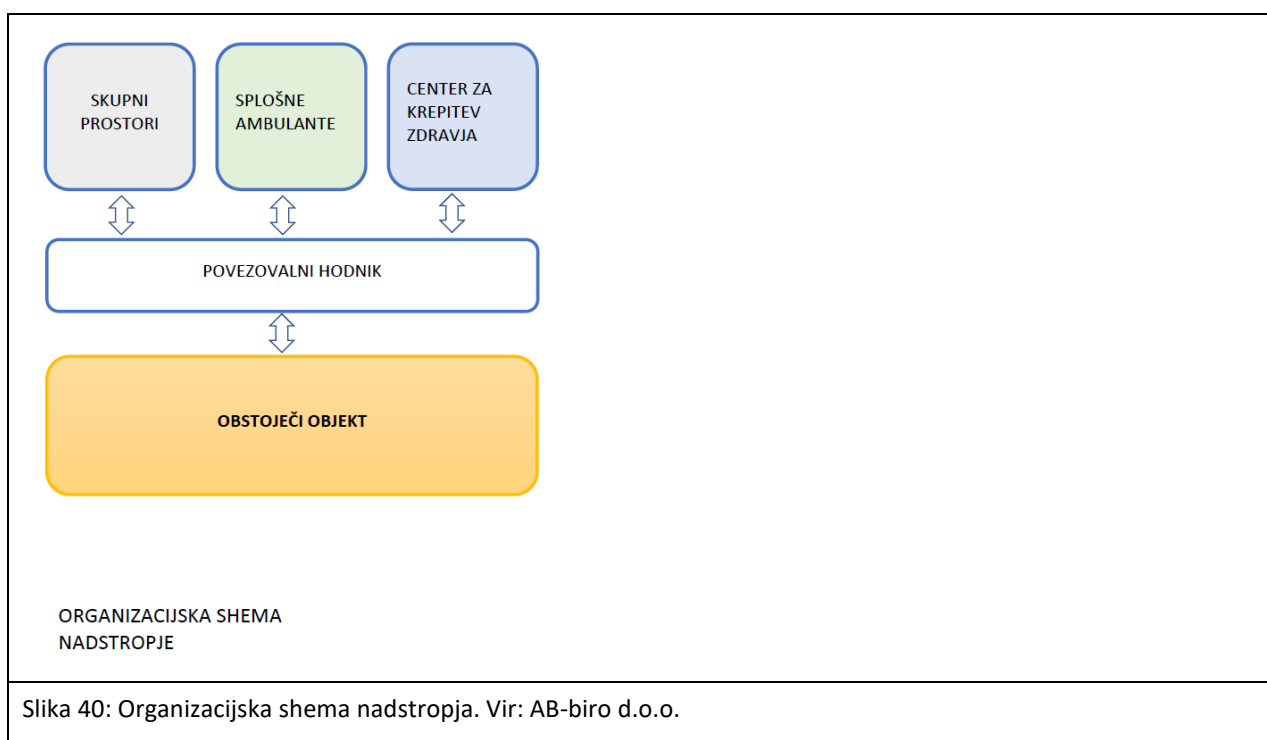 SKUPNI
PROSTORI
SPLOŠNE
AMBULANTE
CENTER ZA
KREPITEV
ZDRAVJA
POVEZOVALNI HODNIK
OBSTOJEČI OBJEKT
ORGANIZACIJSKA SHEMA
NADSTROPJE
Slika 40: Organizacijska shema nadstropja. Vir: AB-biro d.o.o.